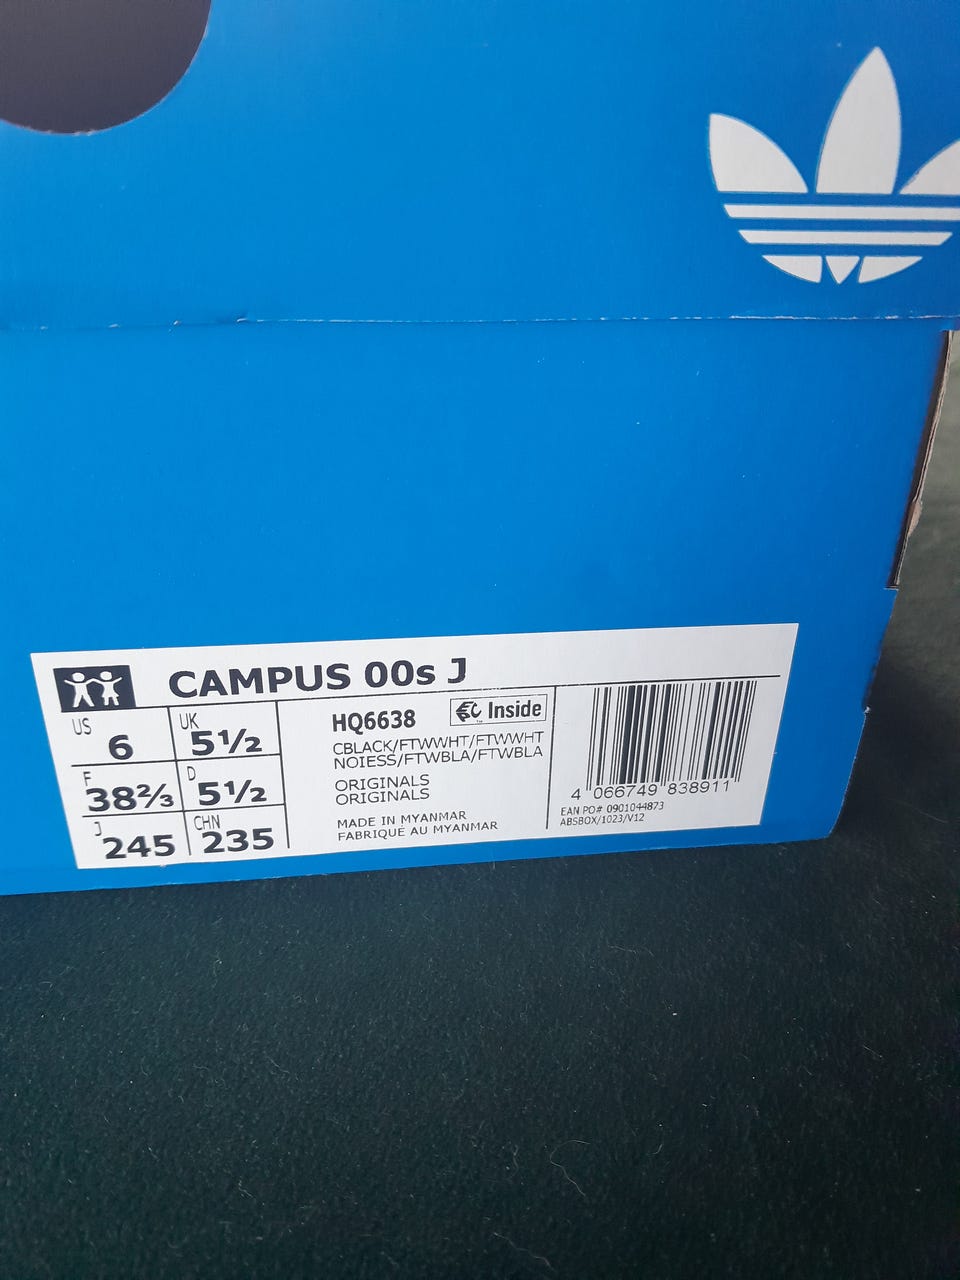 CAMPUS 00s J
US 6
UK 5½
F 38⅔
D 5½
J 245
CHN 235
HQ6638
Inside
CBLACK/FTWWHT/FTWWHT
NOIESS/FTWBLA/FTWBLA
ORIGINALS
ORIGINALS
MADE IN MYANMAR
FABRIQUÉ AU MYANMAR
4 066749 838911
EAN PO# 0901044873
ABSBOX/1023/V12